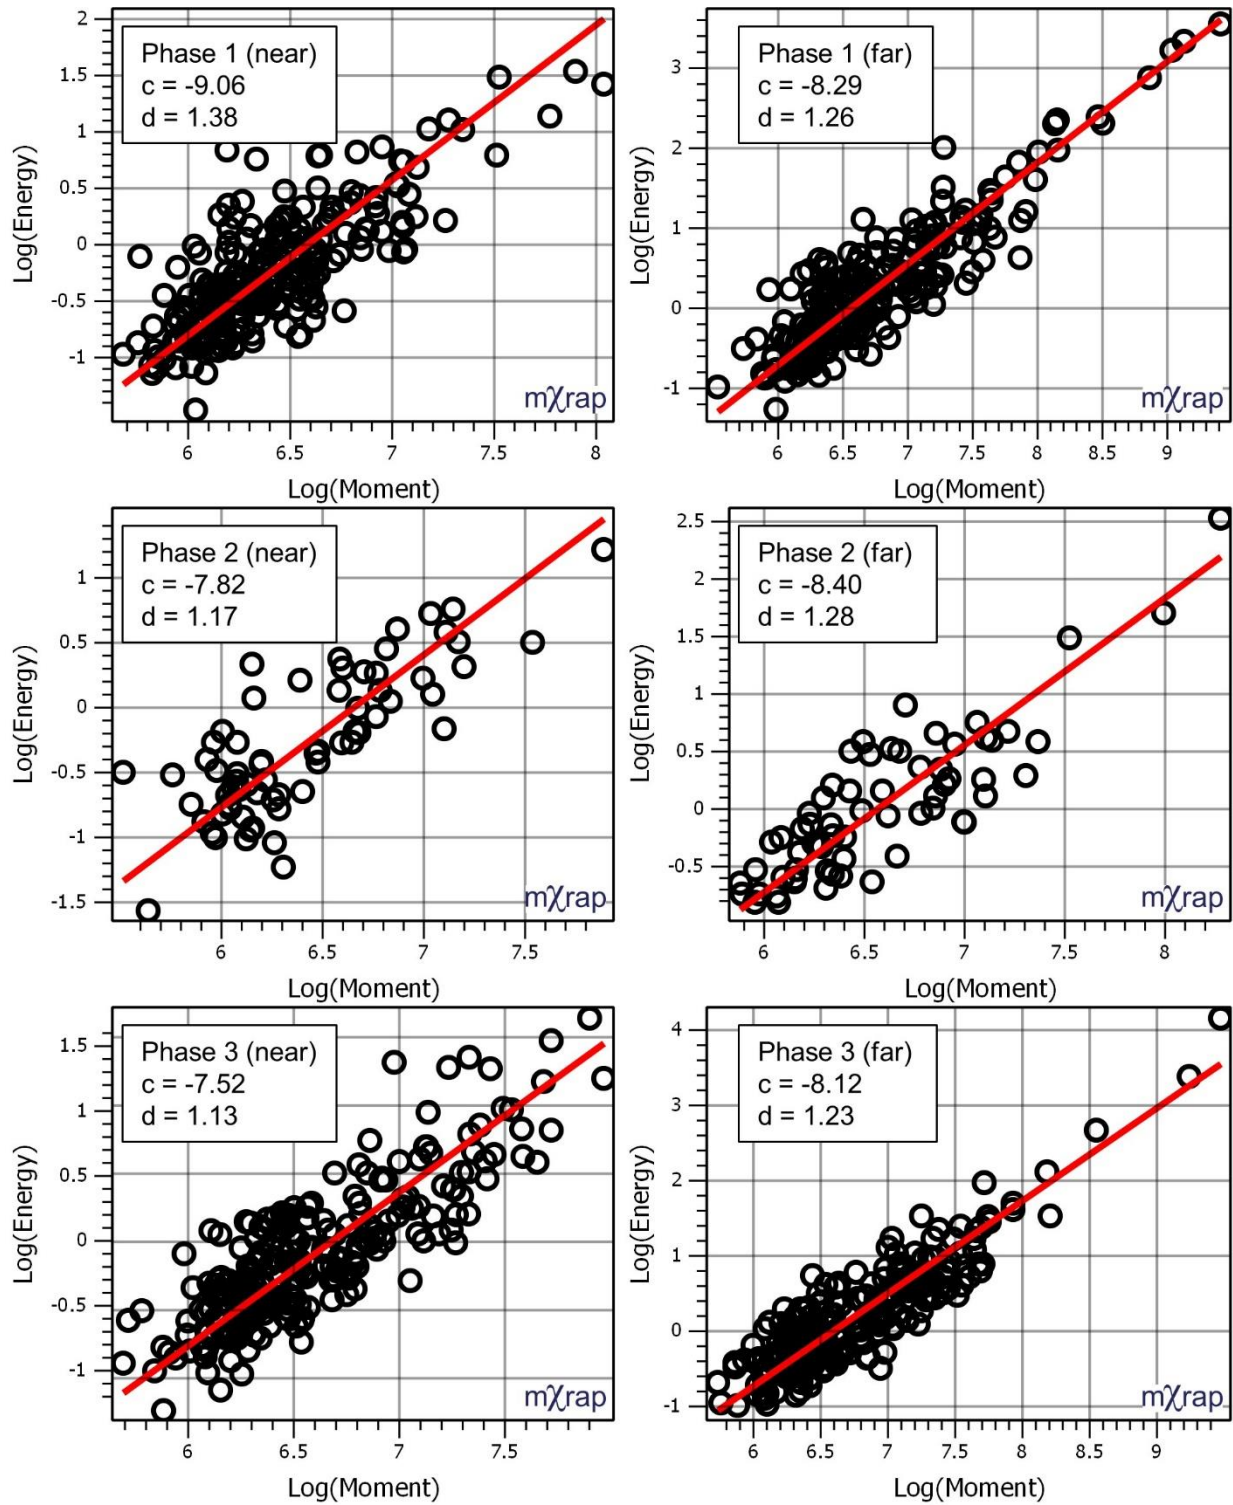 2
1.5
1
0.5
0
-0.5
-1
Log(Energy)
Phase 1 (near)
c = -9.06
d = 1.38
mχrap
6 6.5 7 7.5 8
Log(Moment)
3
2
1
0
-1
Log(Energy)
Phase 1 (far)
c = -8.29
d = 1.26
mχrap
6 6.5 7 7.5 8 8.5 9
Log(Moment)
1
0.5
0
-0.5
-1
-1.5
Log(Energy)
Phase 2 (near)
c = -7.82
d = 1.17
mχrap
6 6.5 7 7.5
Log(Moment)
2.5
2
1.5
1
0.5
0
-0.5
Log(Energy)
Phase 2 (far)
c = -8.40
d = 1.28
mχrap
6 6.5 7 7.5 8
Log(Moment)
1.5
1
0.5
0
-0.5
-1
Log(Energy)
Phase 3 (near)
c = -7.52
d = 1.13
mχrap
6 6.5 7 7.5
Log(Moment)
4
3
2
1
0
-1
Log(Energy)
Phase 3 (far)
c = -8.12
d = 1.23
mχrap
6 6.5 7 7.5 8 8.5 9
Log(Moment)